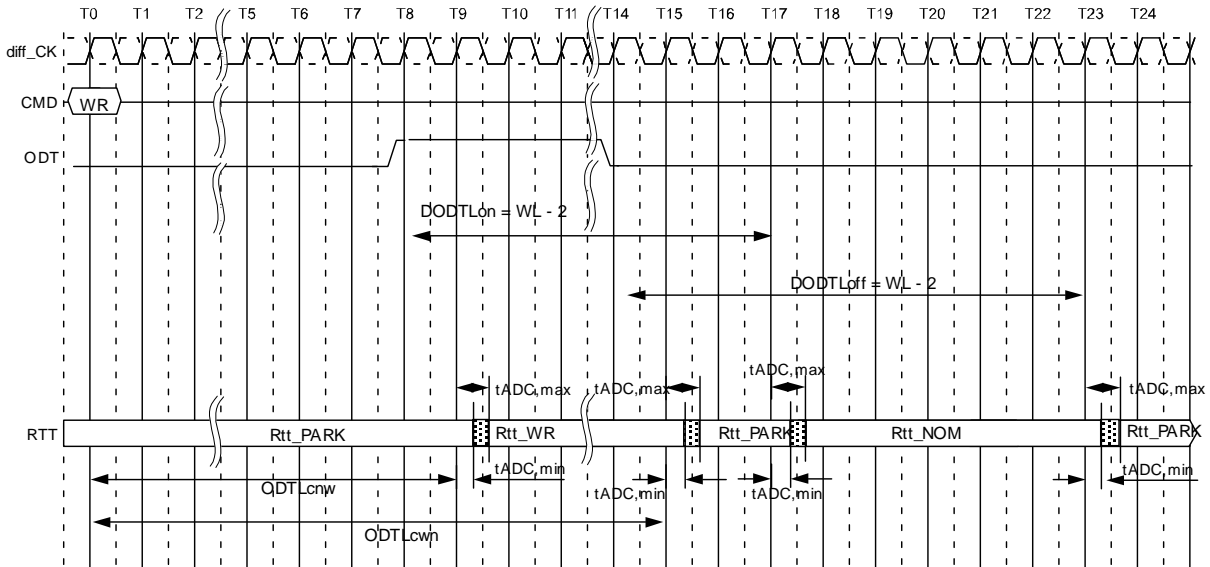 T0 T1 T2 T5 T6 T7 T8 T9 T10 T11 T14 T15 T16 T17 T18 T19 T20 T21 T22 T23 T24
diff_CK
CMD WR
ODT
DODTLon = WL - 2
DODTLoff = WL - 2
tADC,max
tADC,max tADC,max tADC,max
RTT Rtt_PARK Rtt_WR Rtt_PARK Rtt_NOM Rtt_PARK
tADC,min tADC,min
ODTLcnw tADC,min tADC,min
ODTLcwn